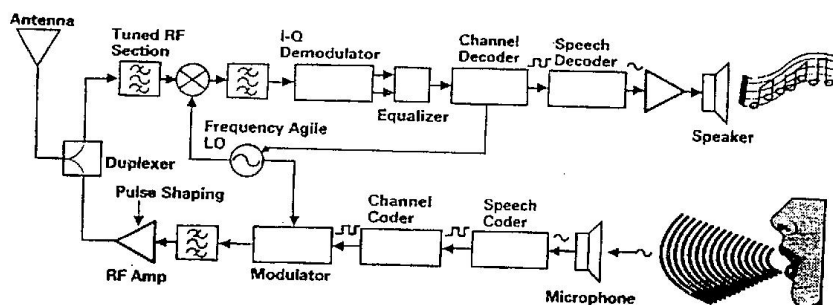 Antenna
Tuned RF
Section
I-Q
Demodulator
Channel
Decoder
Speech
Decoder
Equalizer
Speaker
Frequency Agile
LO
Duplexer
Pulse Shaping
Channel
Coder
Speech
Coder
RF Amp
Modulator
Microphone